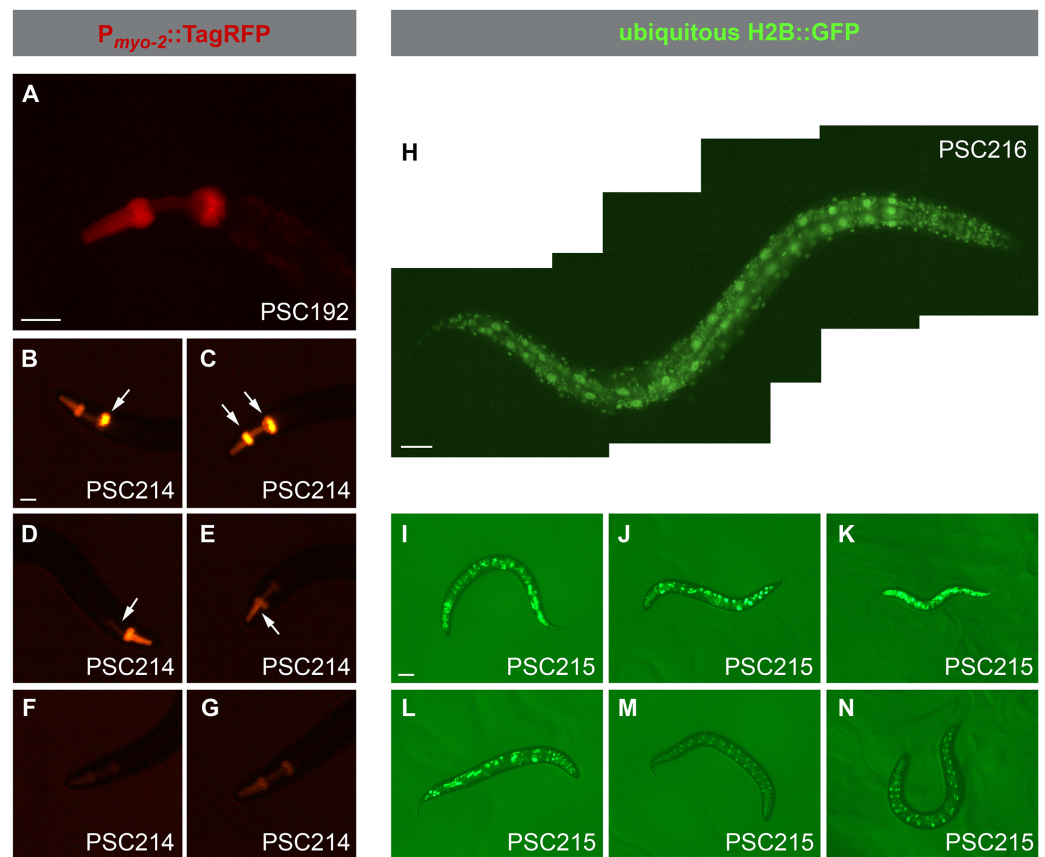 Pmyo-2::TagRFP
ubiquitous H2B::GFP
A
PSC192
H
PSC216
B
PSC214
C
PSC214
D
PSC214
E
PSC214
F
PSC214
G
PSC214
I
PSC215
J
PSC215
K
PSC215
L
PSC215
M
PSC215
N
PSC215